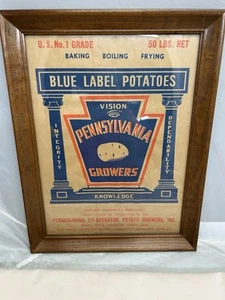 U.S. No. 1 GRADE 50 LBS. NET
BAKING BOILING FRYING
BLUE LABEL POTATOES
VISION
INTEGRITY
PENNSYLVANIA
GROWERS
DEPENDABILITY
KNOWLEDGE
PENNSYLVANIA CO-OPERATIVE POTATO GROWERS, INC.